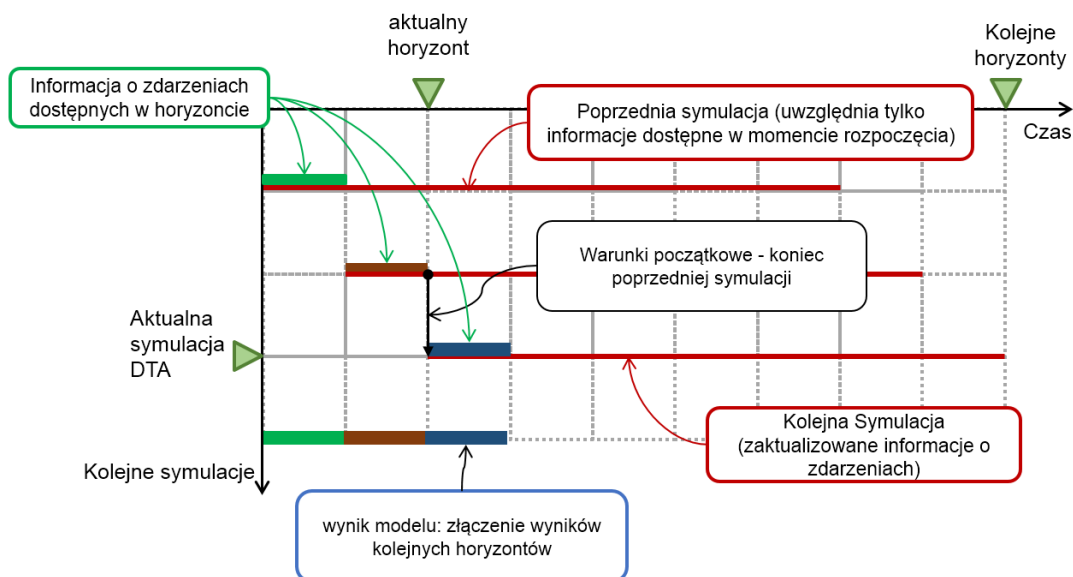 aktualny
horyzont
Kolejne
horyzonty
Informacja o zdarzeniach
dostępnych w horyzoncie
Poprzednia symulacja (uwzględnia tylko
informacje dostępne w momencie rozpoczęcia)
Czas
Warunki początkowe - koniec
poprzedniej symulacji
Aktualna
symulacja
DTA
Kolejna Symulacja
(zaktualizowane informacje o
zdarzeniach)
Kolejne symulacje
wynik modelu: złączenie wyników
kolejnych horyzontów